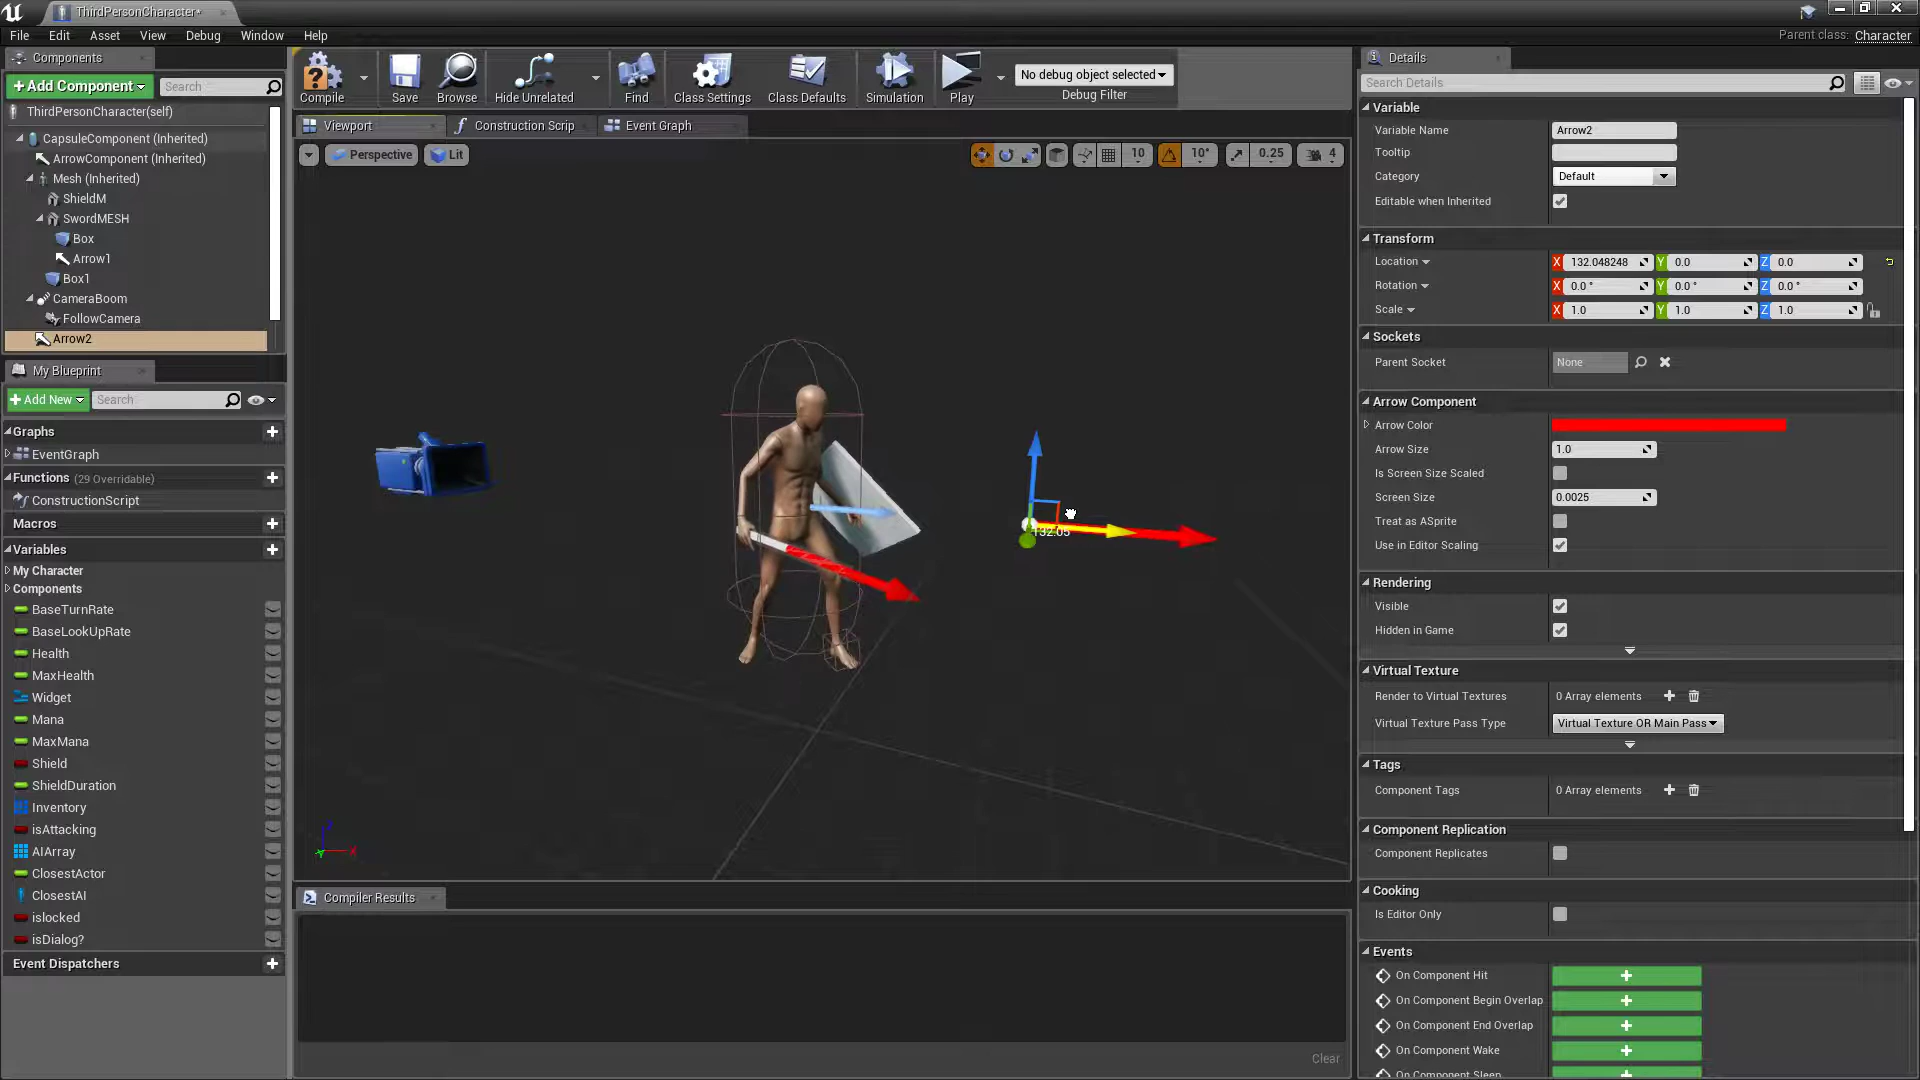 ThirdPersonCharacter*
File Edit Asset View Debug Window Help
Parent class: Character
Components
Add Component
Search
ThirdPersonCharacter(self)
CapsuleComponent (Inherited)
ArrowComponent (Inherited)
Mesh (Inherited)
ShieldM
SwordMESH
Box
Arrow1
Box1
CameraBoom
FollowCamera
Arrow2
My Blueprint
Add New
Search
Graphs
EventGraph
Functions (29 Overridable)
ConstructionScript
Macros
Variables
My Character
Components
BaseTurnRate
BaseLookUpRate
Health
MaxHealth
Widget
Mana
MaxMana
Shield
ShieldDuration
Inventory
isAttacking
AIArray
ClosestActor
ClosestAI
islocked
isDialog?
Event Dispatchers
Compile
Save
Browse
Hide Unrelated
Find
Class Settings
Class Defaults
Simulation
Play
No debug object selected
Debug Filter
Viewport
Construction Scrip
Event Graph
Perspective
Lit
10
10°
0.25
4
132.05
Compiler Results
Clear
Details
Search Details
Variable
Variable Name Arrow2
Tooltip
Category Default
Editable when Inherited
Transform
Location X 132.048248 Y 0.0 Z 0.0
Rotation X 0.0 ° Y 0.0 ° Z 0.0 °
Scale X 1.0 Y 1.0 Z 1.0
Sockets
Parent Socket None
Arrow Component
Arrow Color
Arrow Size 1.0
Is Screen Size Scaled
Screen Size 0.0025
Treat as ASprite
Use in Editor Scaling
Rendering
Visible
Hidden in Game
Virtual Texture
Render to Virtual Textures 0 Array elements
Virtual Texture Pass Type Virtual Texture OR Main Pass
Tags
Component Tags 0 Array elements
Component Replication
Component Replicates
Cooking
Is Editor Only
Events
On Component Hit
On Component Begin Overlap
On Component End Overlap
On Component Wake
On Component Sleep